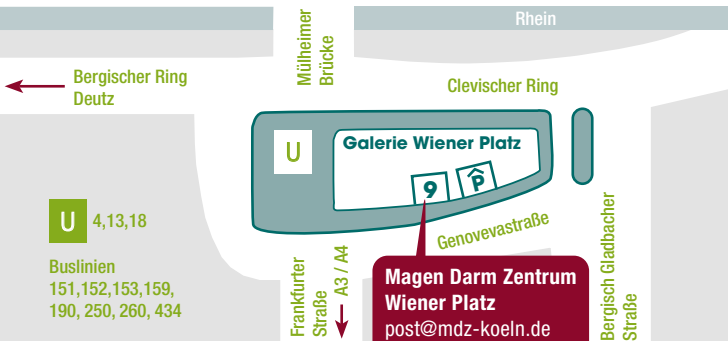 Rhein
Mülheimer
Brücke
Bergischer Ring
Deutz
Clevischer Ring
U
Galerie Wiener Platz
9
P
U 4,13,18
Genovevastraße
Buslinien
151,152,153,159,
190, 250, 260, 434
Frankfurter
Straße
A3 / A4
Magen Darm Zentrum
Wiener Platz
post@mdz-koeln.de
Bergisch Gladbacher
Straße